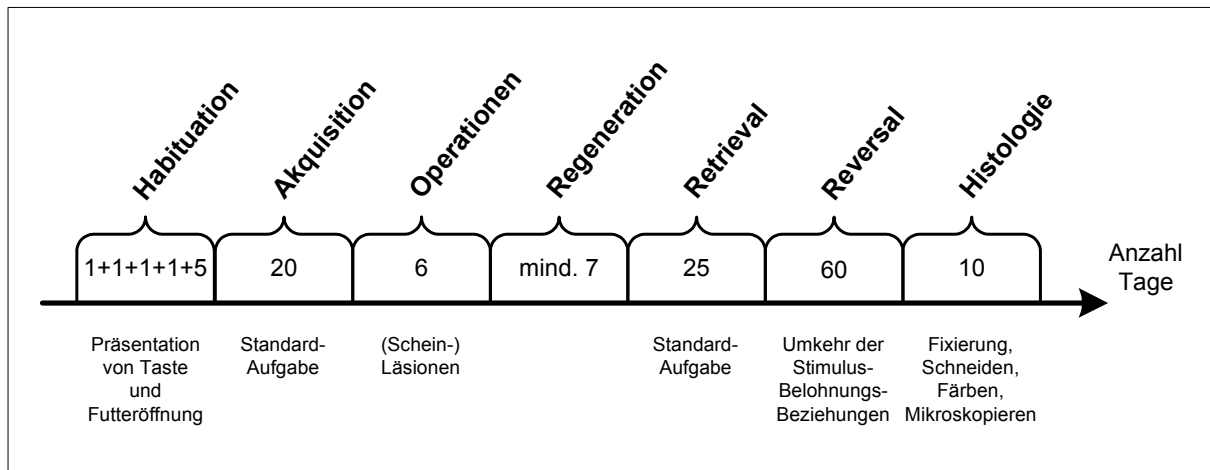 Habituation
Akquisition
Operationen
Regeneration
Retrieval
Reversal
Histologie
1+1+1+1+5
20
6
mind. 7
25
60
10
Anzahl
Tage
Präsentation
von Taste
und
Futteröffnung
Standard-
Aufgabe
(Schein-)
Läsionen
Standard-
Aufgabe
Umkehr der
Stimulus-
Belohnungs-
Beziehungen
Fixierung,
Schneiden,
Färben,
Mikroskopieren